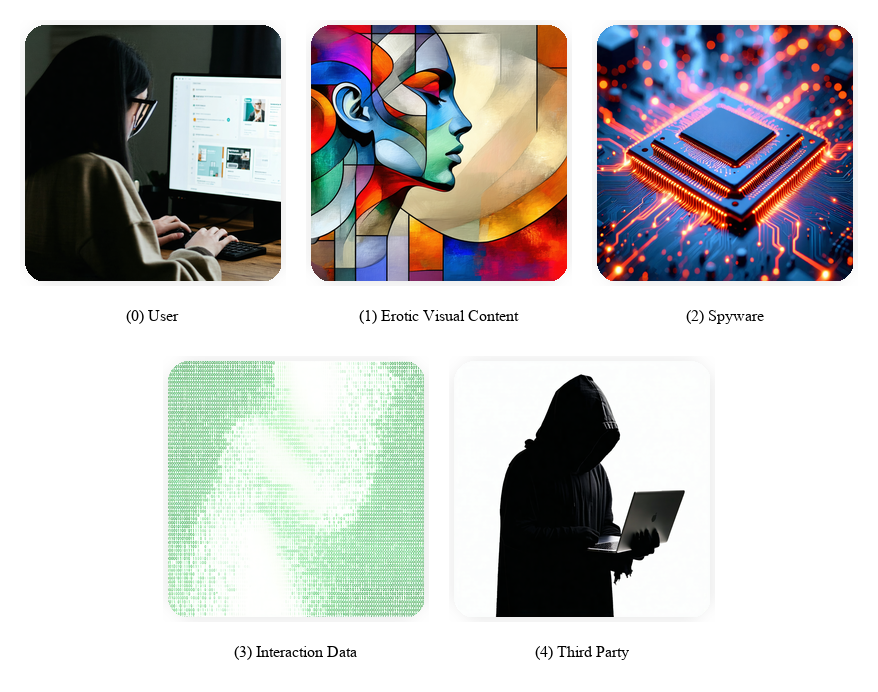 (0) User
(1) Erotic Visual Content
(2) Spyware
(3) Interaction Data
(4) Third Party